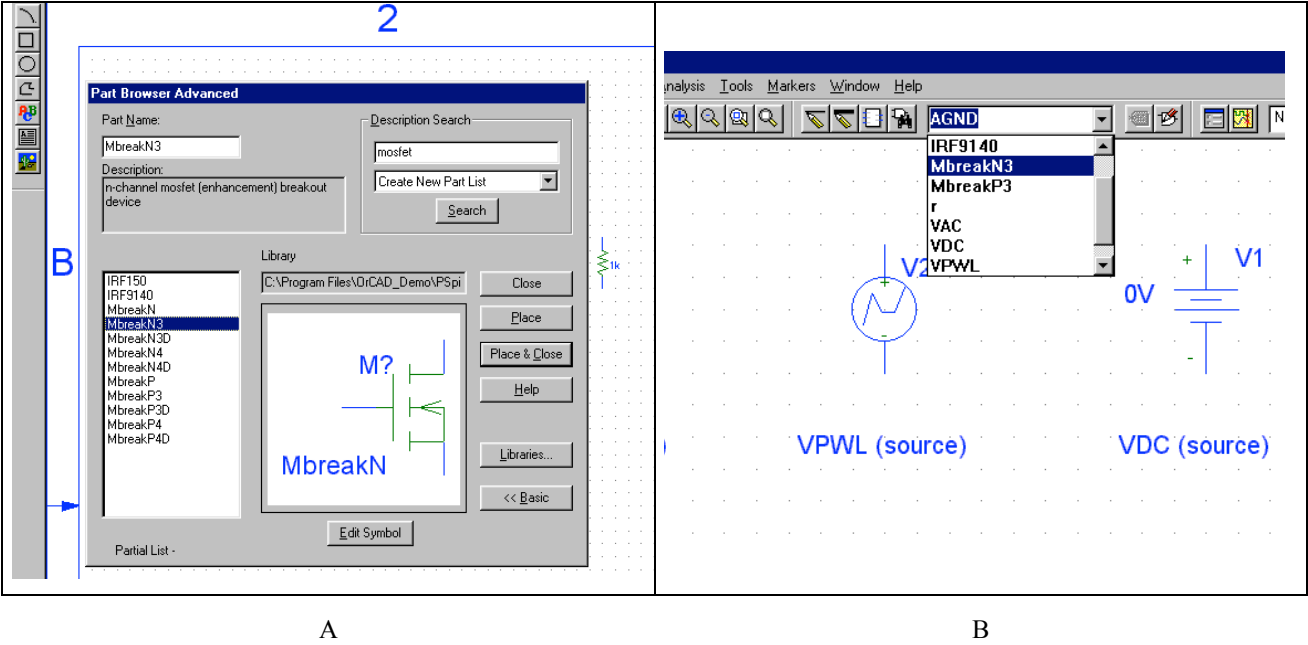 2
B
Part Browser Advanced
Part Name:
MbreakN3
Description:
n-channel mosfet (enhancement) breakout
device
Description Search
mosfet
Create New Part List
Search
IRF150
IRF9140
MbreakN
MbreakN3
MbreakN3D
MbreakN4
MbreakN4D
MbreakP
MbreakP3
MbreakP3D
MbreakP4
MbreakP4D
Library
C:\Program Files\OrCAD_Demo\PSpi
M?
MbreakN
Close
Place
Place & Close
Help
Libraries...
<< Basic
Edit Symbol
Partial List -
1k
A
nalysis Tools Markers Window Help
AGND
N
IRF9140
MbreakN3
MbreakP3
r
VAC
VDC
VPWL
V2
+
-
V1
+
0V
-
)
VPWL (source)
VDC (source)
B